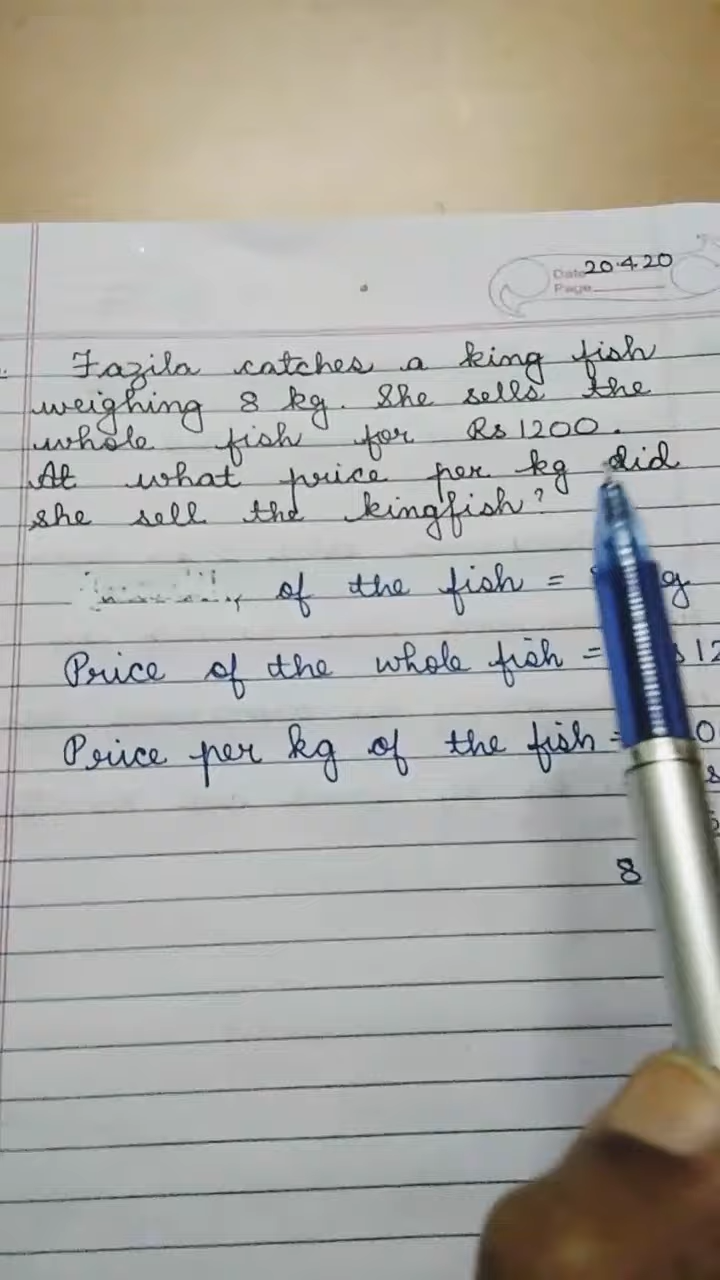 Date 20.4.20
Page
Fazila catches a king fish
weighing 8 kg. She sells the
whole fish for Rs 1200.
At what price per kg did
she sell the kingfish?
of the fish =
Price of the whole fish =
Price per kg of the fish =
8